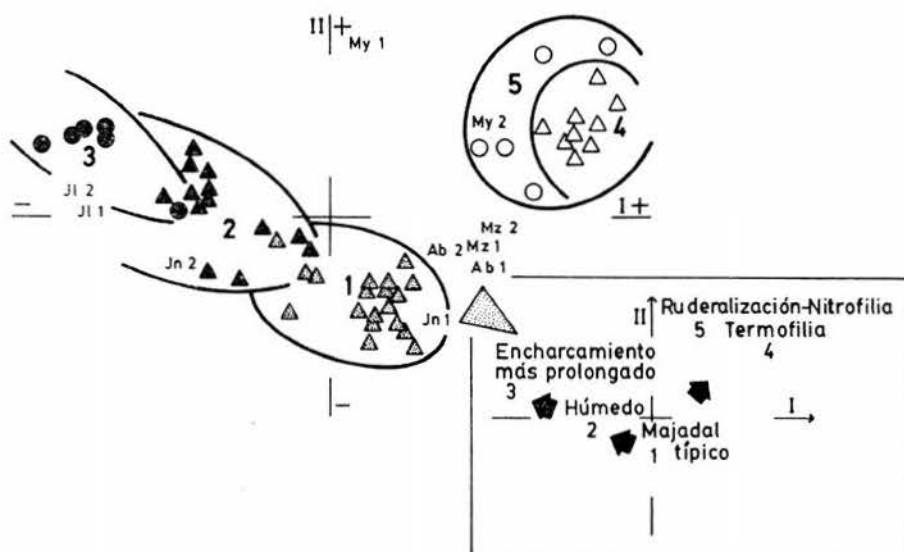 II +
My 1
5
4
My 2
3
Jl 2
Jl 1
-
2
I +
Mz 2
Ab 2 Mz 1
Ab 1
Jn 2
1
Jn 1
-
II Ruderalización-Nitrofilia
5 Termofilia
4
Encharcamiento
más prolongado
3
Húmedo
2
I
Majadal
1 típico